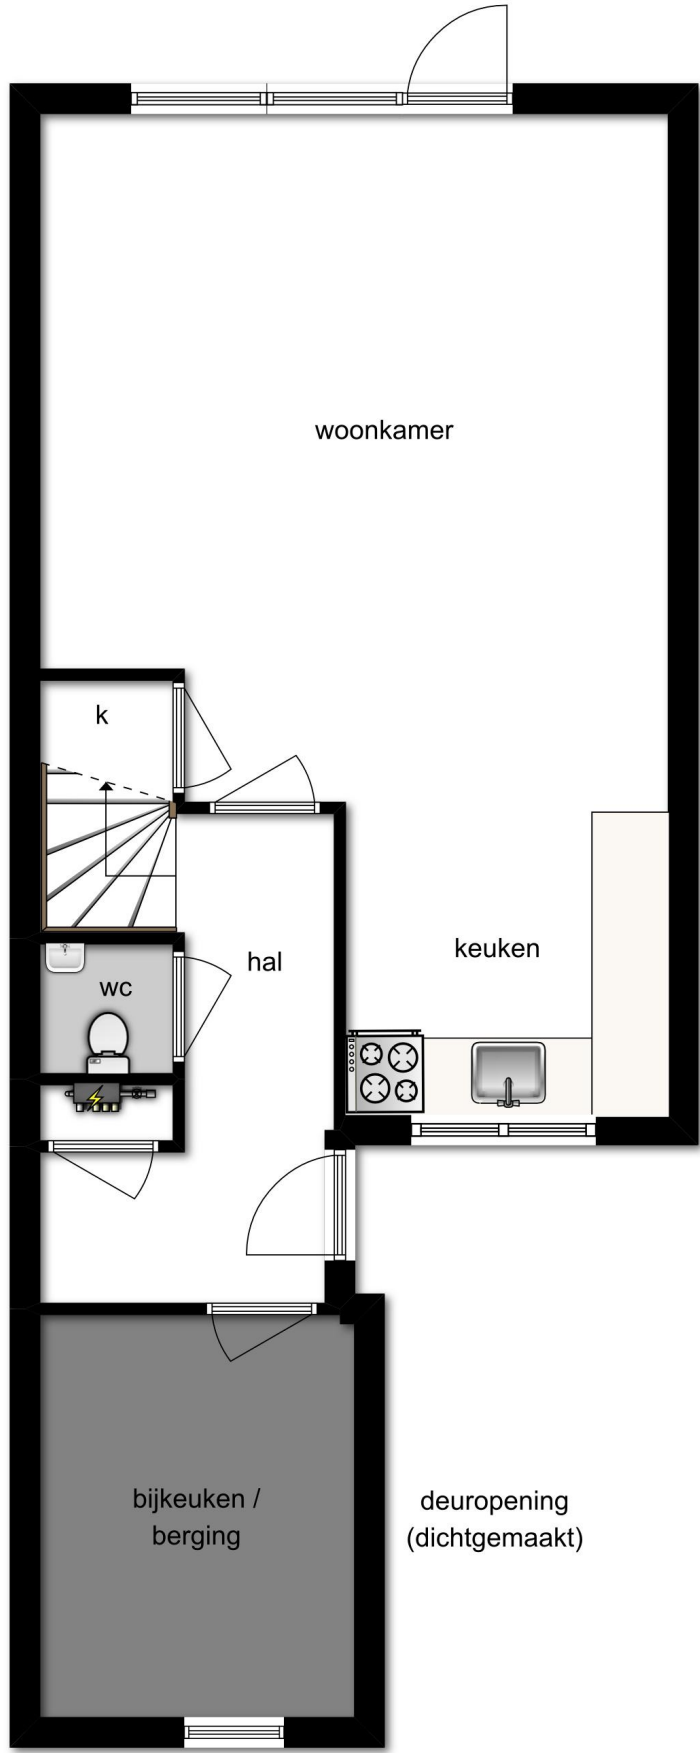 woonkamer
k
keuken
hal
wc
bijkeuken /
berging
deuropening
(dichtgemaakt)